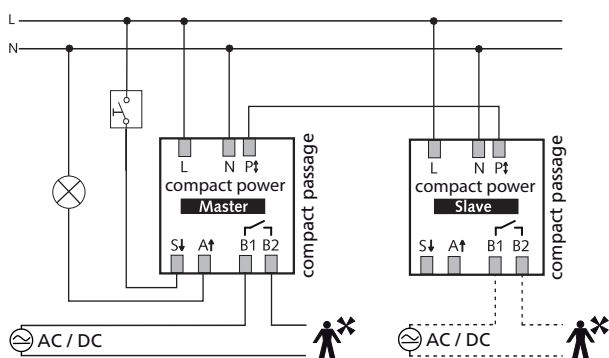 L
N
L N P↕
compact power
Master
S↓ A↑ B1 B2
compact passage
L N P↕
compact power
Slave
S↓ A↑ B1 B2
compact passage
AC / DC
AC / DC